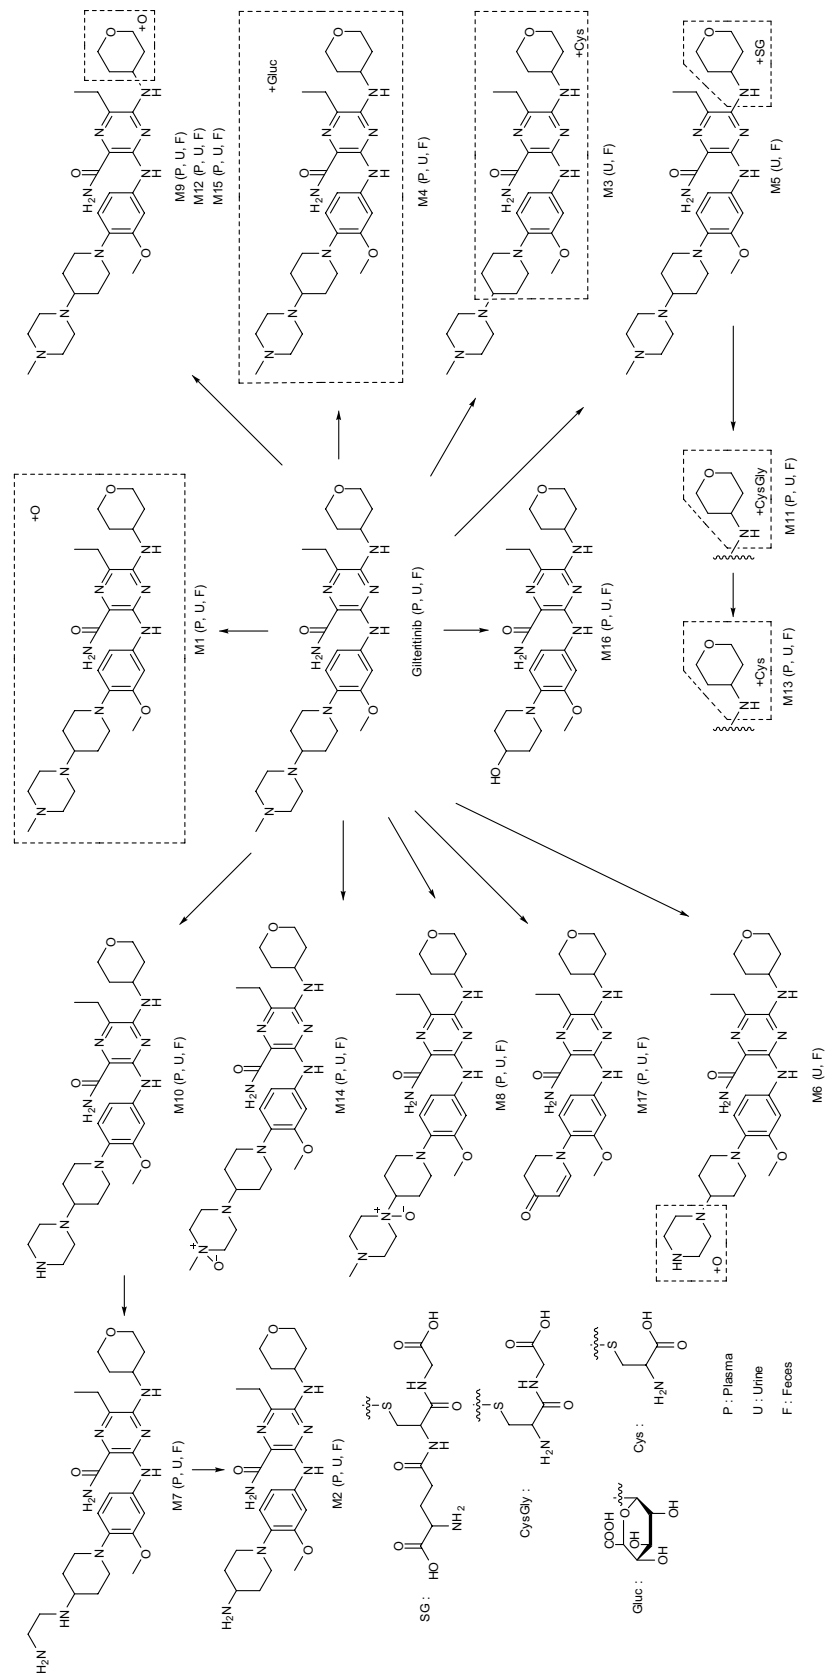 M7 (P, U, F)
M10 (P, U, F)
+O
M1 (P, U, F)
+O
M9 (P, U, F)
M12 (P, U, F)
M15 (P, U, F)
M2 (P, U, F)
M14 (P, U, F)
Gilteritinib (P, U, F)
+Gluc
M4 (P, U, F)
SG :
M8 (P, U, F)
M16 (P, U, F)
+Cys
M3 (U, F)
CysGly :
M17 (P, U, F)
Gluc :
Cys :
+O
M6 (U, F)
+Cys
M13 (P, U, F)
+CysGly
M11 (P, U, F)
+SG
M5 (U, F)
P : Plasma
U : Urine
F : Feces